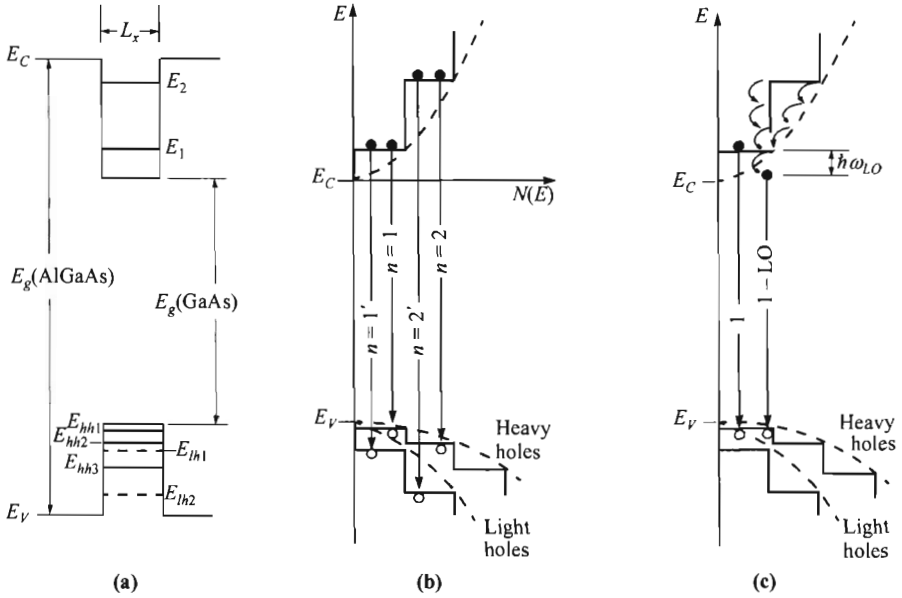 L_x
E_C
E_2
E_1
E_g(AlGaAs)
E_g(GaAs)
E_hh1
E_hh2
E_lh1
E_hh3
E_lh2
E_V
(a)
E
E_C
N(E)
n = 1′
n = 1
n = 2′
n = 2
E_V
Heavy
holes
Light
holes
(b)
E
ħω_LO
E_C
1
1 – LO
E_V
Heavy
holes
Light
holes
(c)